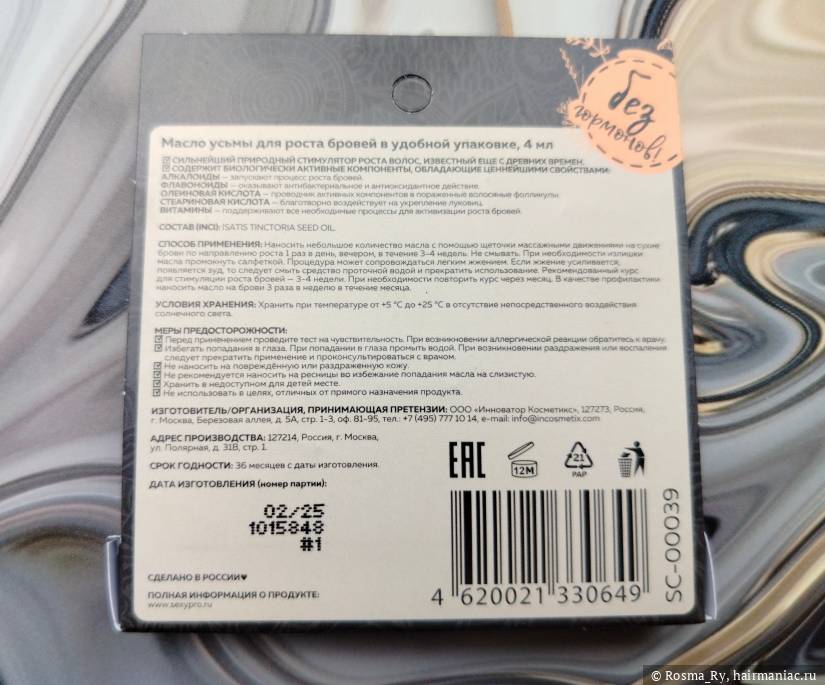 без
гормонов!
Масло усьмы для роста бровей в удобной упаковке, 4 мл
СИЛЬНЕЙШИЙ ПРИРОДНЫЙ СТИМУЛЯТОР РОСТА ВОЛОС, ИЗВЕСТНЫЙ ЕЩЕ С ДРЕВНИХ ВРЕМЕН.
СОДЕРЖИТ БИОЛОГИЧЕСКИ АКТИВНЫЕ КОМПОНЕНТЫ, ОБЛАДАЮЩИЕ ЦЕННЕЙШИМИ СВОЙСТВАМИ:
АЛКАЛОИДЫ — запускают процесс роста бровей.
ФЛАВОНОИДЫ — оказывают антибактериальное и антиоксидантное действие.
ОЛЕИНОВАЯ КИСЛОТА — проводник активных компонентов в пораженные волосяные фолликулы.
СТЕАРИНОВАЯ КИСЛОТА — благотворно воздействует на укрепление луковиц.
ВИТАМИНЫ — поддерживают все необходимые процессы для активизации роста бровей.
СОСТАВ (INCI): ISATIS TINCTORIA SEED OIL.
СПОСОБ ПРИМЕНЕНИЯ: Наносить небольшое количество масла с помощью щеточки массажными движениями на сухие
брови по направлению роста 1 раз в день, вечером, в течение 3–4 недель. Не смывать. При необходимости излишки
масла промокнуть салфеткой. Процедура может сопровождаться легким жжением. Если жжение усиливается,
появляется зуд, то следует смыть средство проточной водой и прекратить использование. Рекомендованный курс
для стимуляции роста бровей — 3–4 недели. При необходимости повторить курс через месяц. В качестве профилактики
наносить масло на брови 3 раза в неделю в течение месяца.
УСЛОВИЯ ХРАНЕНИЯ: Хранить при температуре от +5 °C до +25 °C в отсутствие непосредственного воздействия
солнечного света.
МЕРЫ ПРЕДОСТОРОЖНОСТИ:
Перед применением проведите тест на чувствительность. При возникновении аллергической реакции обратитесь к врачу.
Избегать попадания в глаза. При попадании в глаза промыть водой. При возникновении раздражения или воспаления
следует прекратить применение и проконсультироваться с врачом.
Не наносить на повреждённую или раздраженную кожу.
Не рекомендуется наносить на ресницы во избежание попадания масла на слизистую.
Хранить в недоступном для детей месте.
Не использовать в целях, отличных от прямого назначения продукта.
ИЗГОТОВИТЕЛЬ/ОРГАНИЗАЦИЯ, ПРИНИМАЮЩАЯ ПРЕТЕНЗИИ: ООО «Инноватор Косметикс», 127273, Россия,
г. Москва, Березовая аллея, д. 5А, стр. 1-3, оф. 81-95, тел.: +7 (495) 777 10 14, e-mail: info@incosmetix.com
АДРЕС ПРОИЗВОДСТВА: 127214, Россия, г. Москва,
ул. Полярная, д. 31В, стр. 1.
СРОК ГОДНОСТИ: 36 месяцев с даты изготовления.
ДАТА ИЗГОТОВЛЕНИЯ (номер партии):
EAC
12M
21
PAP
02/25
1015848
#1
СДЕЛАНО В РОССИИ♥
ПОЛНАЯ ИНФОРМАЦИЯ О ПРОДУКТЕ:
www.sexypro.ru
4 620021 330649
SC-00039
© Rosma_Ry, hairmaniac.ru